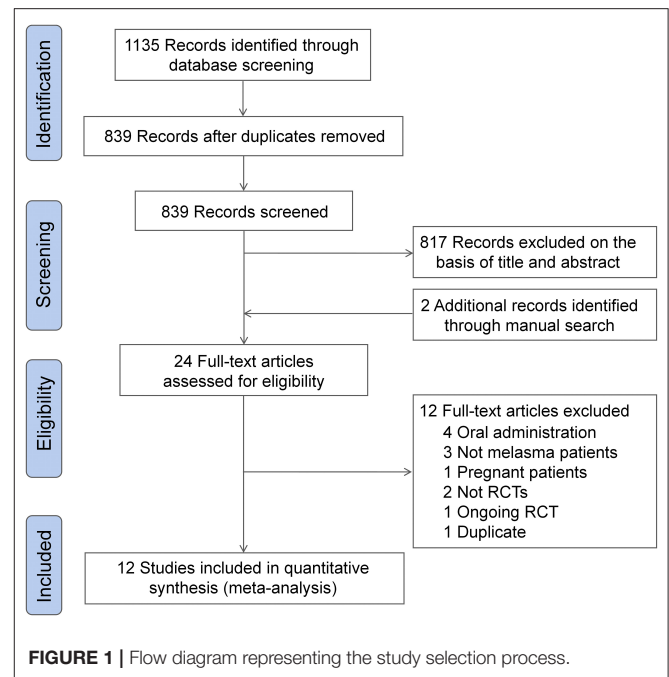 Identification
1135 Records identified through
database screening
839 Records after duplicates removed
Screening
839 Records screened
817 Records excluded on the
basis of title and abstract
2 Additional records identified
through manual search
Eligibility
24 Full-text articles
assessed for eligibility
12 Full-text articles excluded
4 Oral administration
3 Not melasma patients
1 Pregnant patients
2 Not RCTs
1 Ongoing RCT
1 Duplicate
Included
12 Studies included in quantitative
synthesis (meta-analysis)
FIGURE 1 | Flow diagram representing the study selection process.